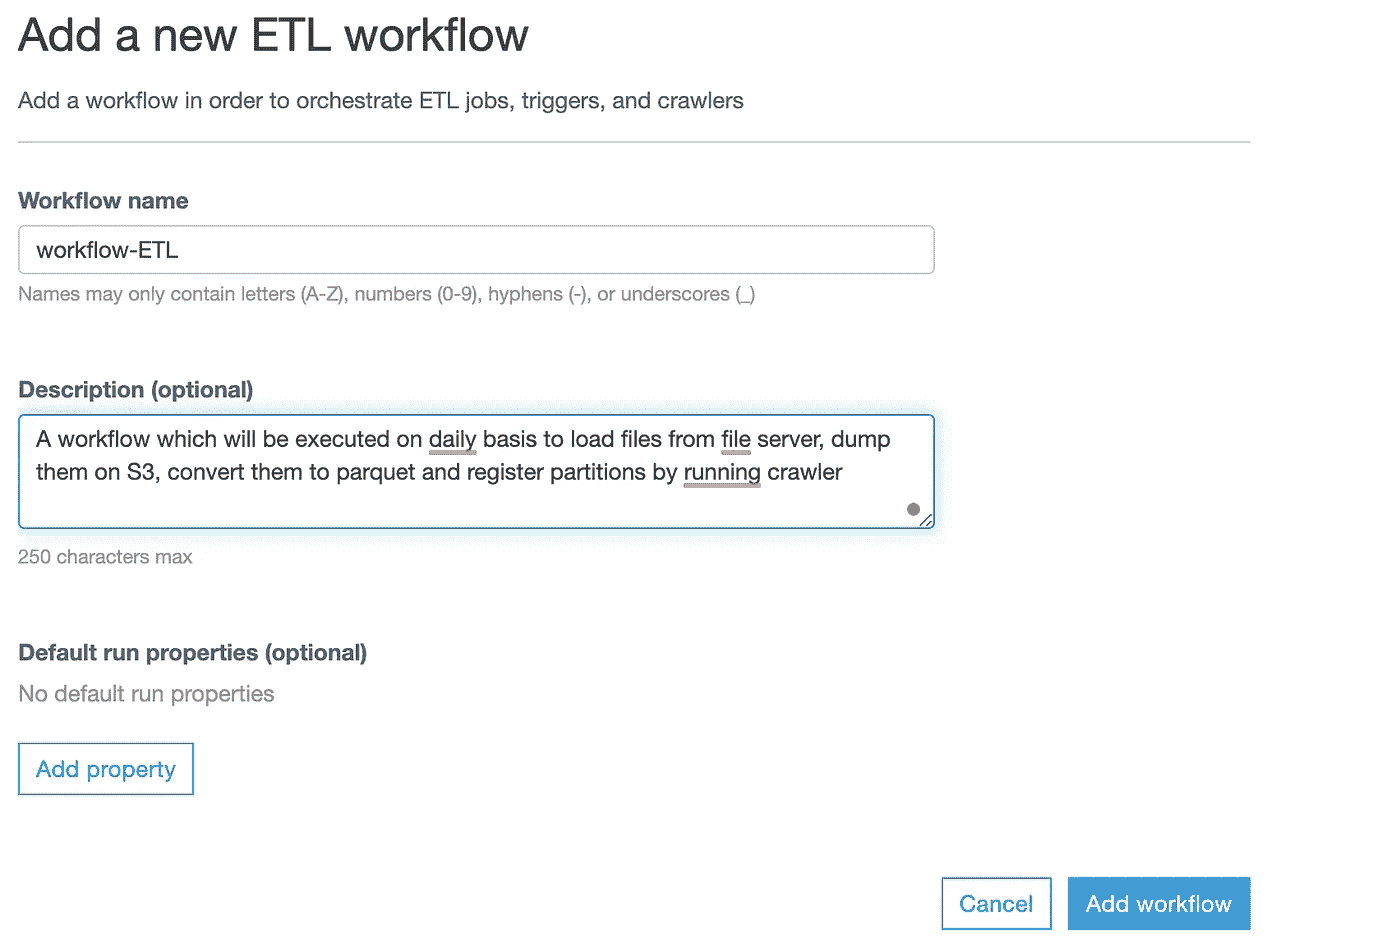 Add a new ETL workflow
Add a workflow in order to orchestrate ETL jobs, triggers, and crawlers
Workflow name
workflow-ETL
Names may only contain letters (A-Z), numbers (0-9), hyphens (-), or underscores (_)
Description (optional)
A workflow which will be executed on daily basis to load files from file server, dump
them on S3, convert them to parquet and register partitions by running crawler
250 characters max
Default run properties (optional)
No default run properties
Add property
Cancel
Add workflow